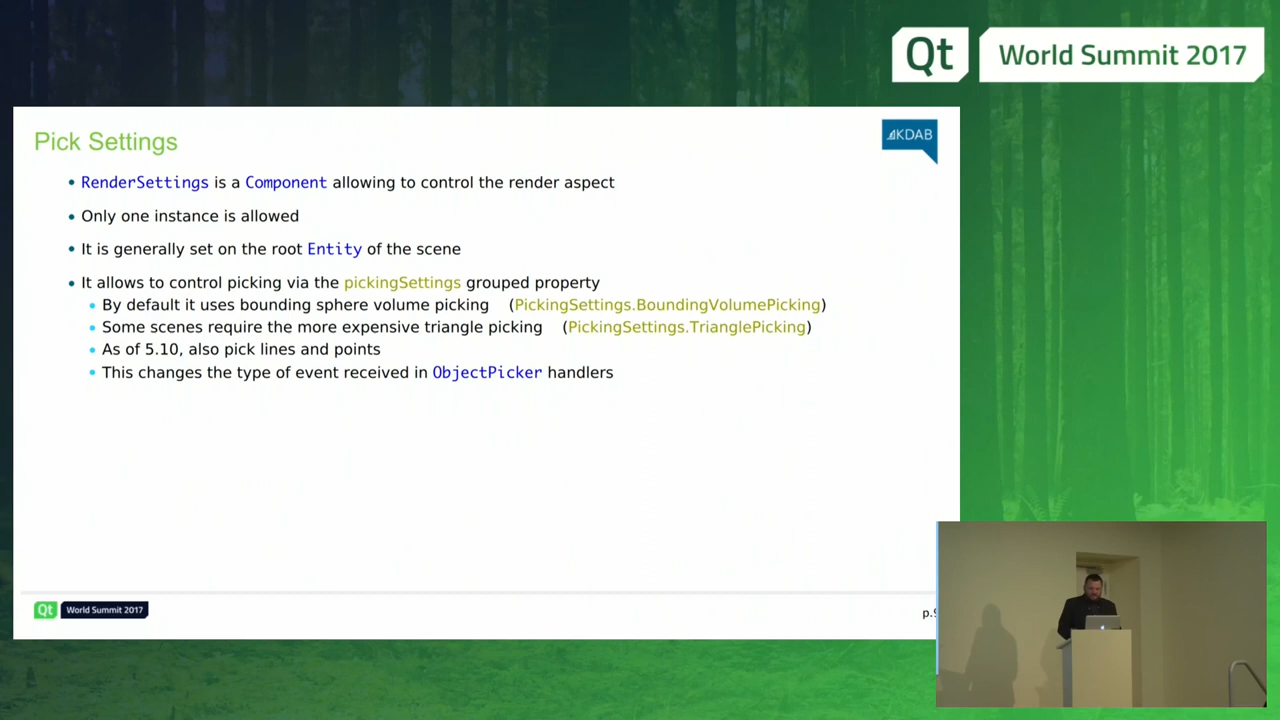 Qt World Summit 2017
Pick Settings
KDAB
• RenderSettings is a Component allowing to control the render aspect
• Only one instance is allowed
• It is generally set on the root Entity of the scene
• It allows to control picking via the pickingSettings grouped property
• By default it uses bounding sphere volume picking (PickingSettings.BoundingVolumePicking)
• Some scenes require the more expensive triangle picking (PickingSettings.TrianglePicking)
• As of 5.10, also pick lines and points
• This changes the type of event received in ObjectPicker handlers
Qt World Summit 2017